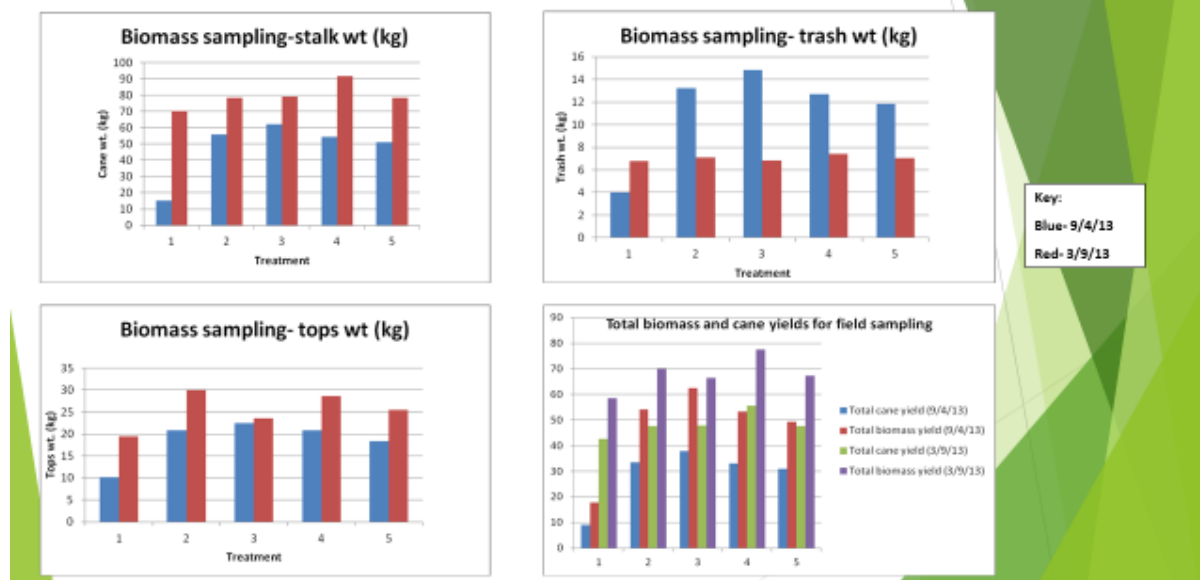 Biomass sampling-stalk wt (kg)
100
90
80
70
60
50
40
30
20
10
0
Cane wt. (kg)
1 2 3 4 5
Treatment
Biomass sampling- trash wt (kg)
16
14
12
10
8
6
4
2
0
Trash wt. (kg)
1 2 3 4 5
Treatment
Key:
Blue- 9/4/13
Red- 3/9/13
Biomass sampling- tops wt (kg)
35
30
25
20
15
10
5
0
Tops wt. (kg)
1 2 3 4 5
Treatment
Total biomass and cane yields for field sampling
90
80
70
60
50
40
30
20
10
0
1 2 3 4 5
Total cane yield (9/4/13)
Total biomass yield (9/4/13)
Total cane yield (3/9/13)
Total biomass yield (3/9/13)